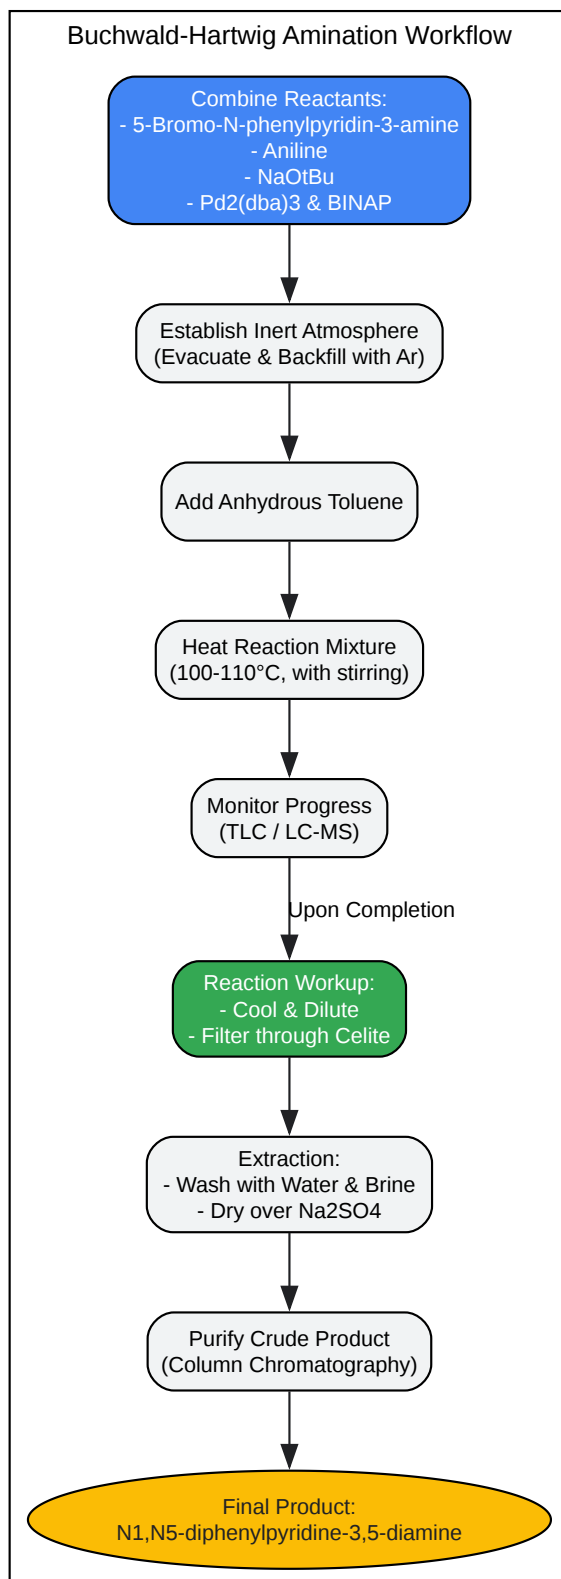 Buchwald-Hartwig Amination Workflow
Combine Reactants:
- 5-Bromo-N-phenylpyridin-3-amine
- Aniline
- NaOtBu
- Pd2(dba)3 & BINAP
Establish Inert Atmosphere
(Evacuate & Backfill with Ar)
Add Anhydrous Toluene
Heat Reaction Mixture
(100-110°C, with stirring)
Monitor Progress
(TLC / LC-MS)
Upon Completion
Reaction Workup:
- Cool & Dilute
- Filter through Celite
Extraction:
- Wash with Water & Brine
- Dry over Na2SO4
Purify Crude Product
(Column Chromatography)
Final Product:
N1,N5-diphenylpyridine-3,5-diamine